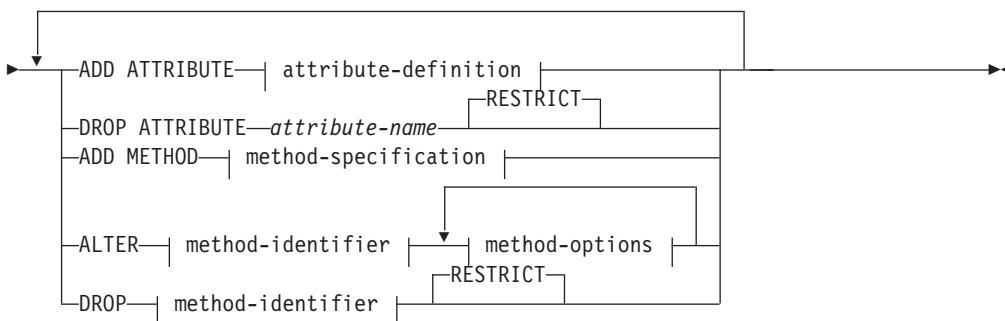 ADD ATTRIBUTE attribute-definition
RESTRICT
DROP ATTRIBUTE attribute-name
ADD METHOD method-specification
ALTER method-identifier method-options
RESTRICT
DROP method-identifier